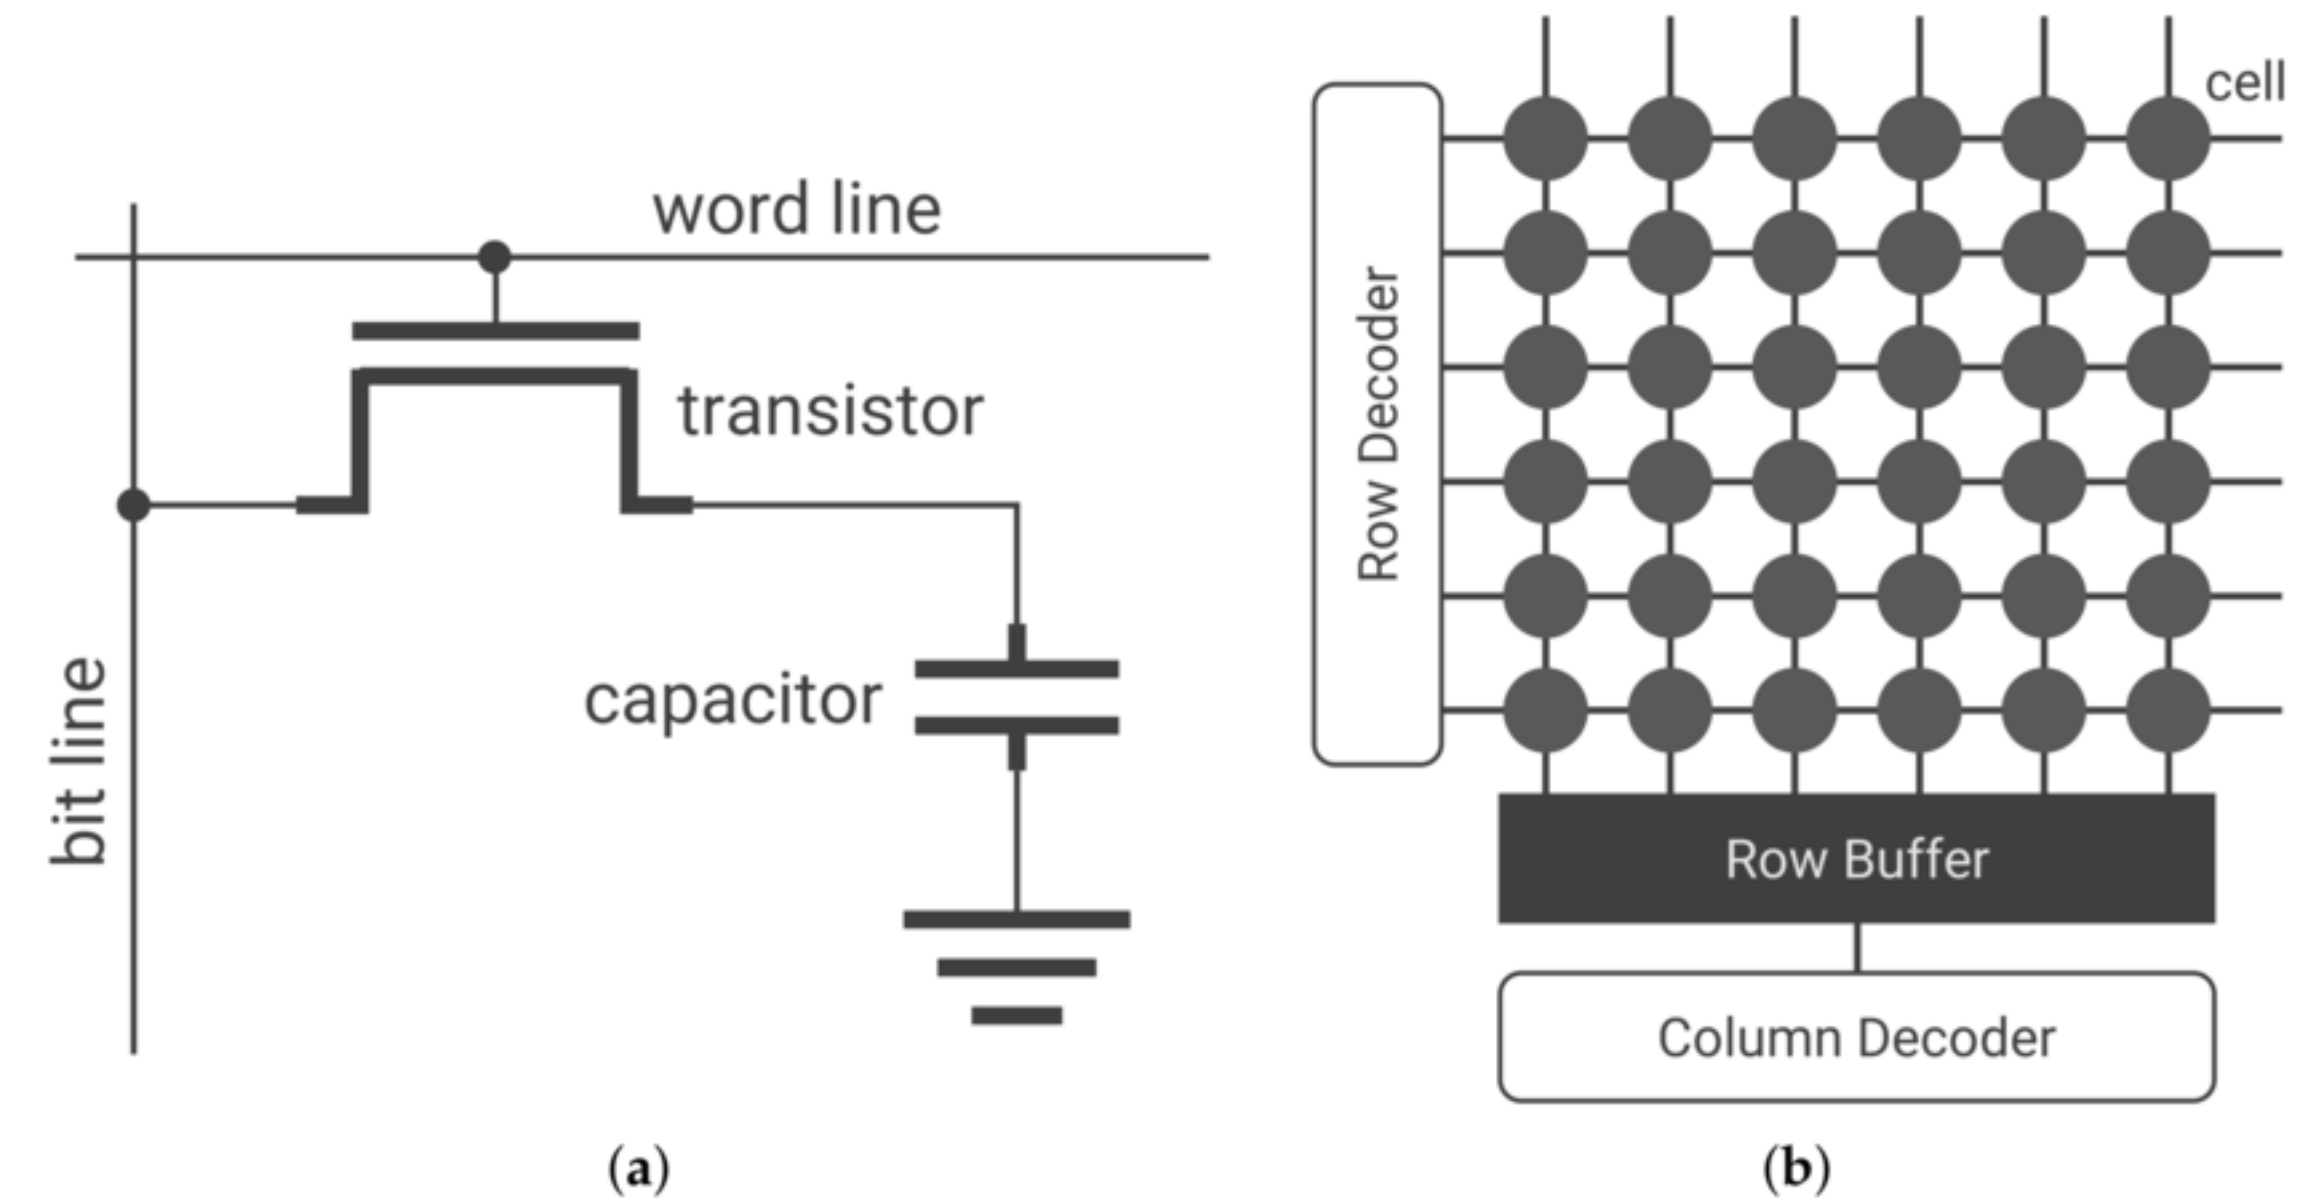 word line
transistor
capacitor
bit line
(a)
cell
Row Decoder
Row Buffer
Column Decoder
(b)